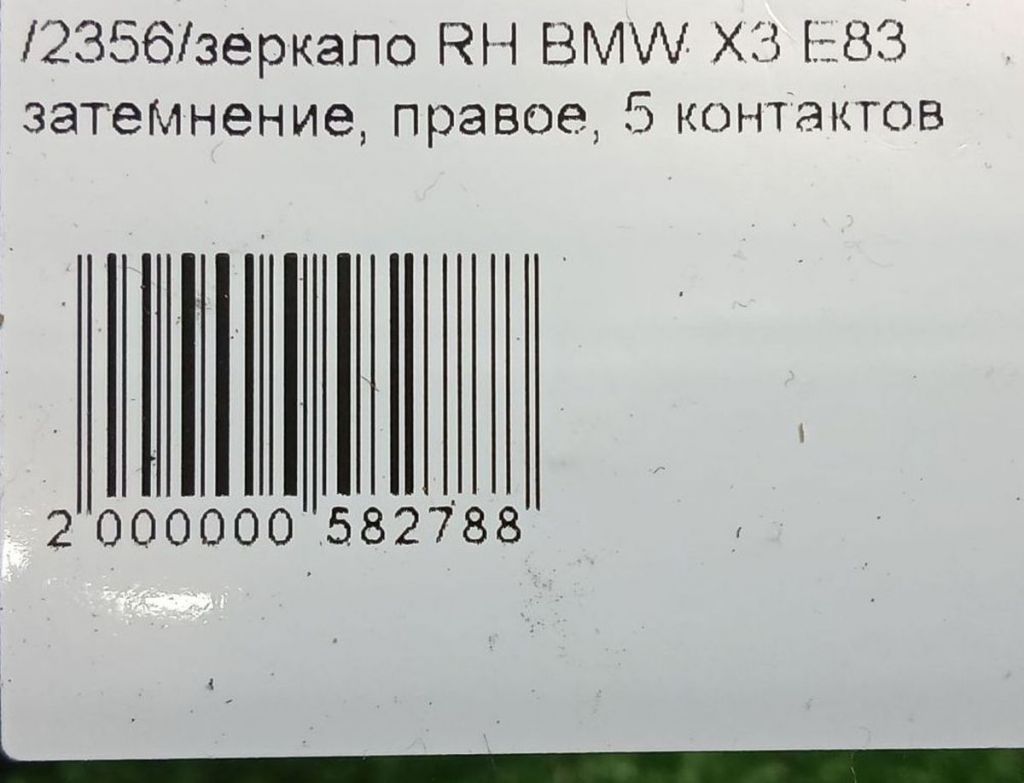 /2356/зеркало RH BMW X3 E83
затемнение, правое, 5 контактов
2 000000 582788